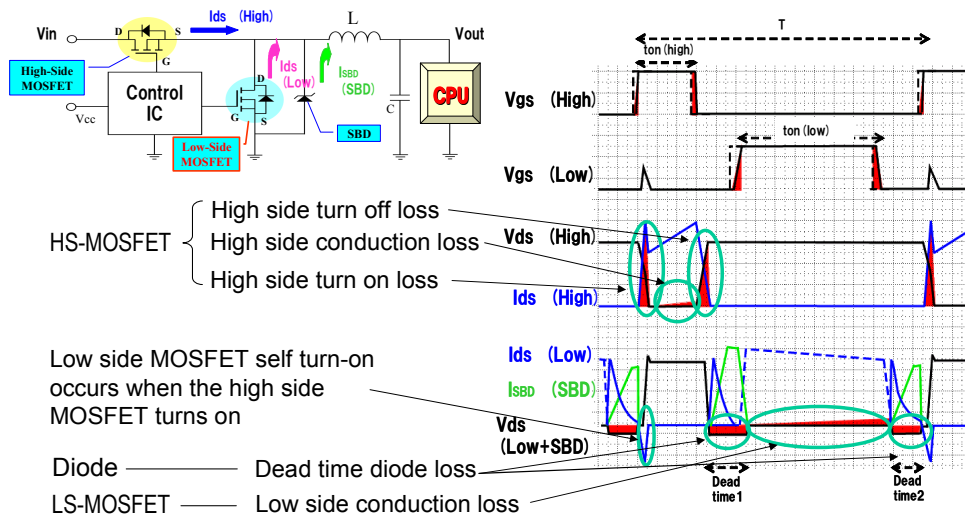 Ids (High)
L
Vin
D
S
G
Vout
High-Side
MOSFET
Control
IC
Vcc
D
G
S
Ids
(Low)
ISBD
(SBD)
C
CPU
SBD
Low-Side
MOSFET
T
ton (high)
Vgs (High)
ton (low)
Vgs (Low)
HS-MOSFET
High side turn off loss
High side conduction loss
High side turn on loss
Vds (High)
Ids (High)
Low side MOSFET self turn-on
occurs when the high side
MOSFET turns on
Ids (Low)
ISBD (SBD)
Vds
(Low+SBD)
Diode
Dead time diode loss
LS-MOSFET
Low side conduction loss
Dead
time1
Dead
time2